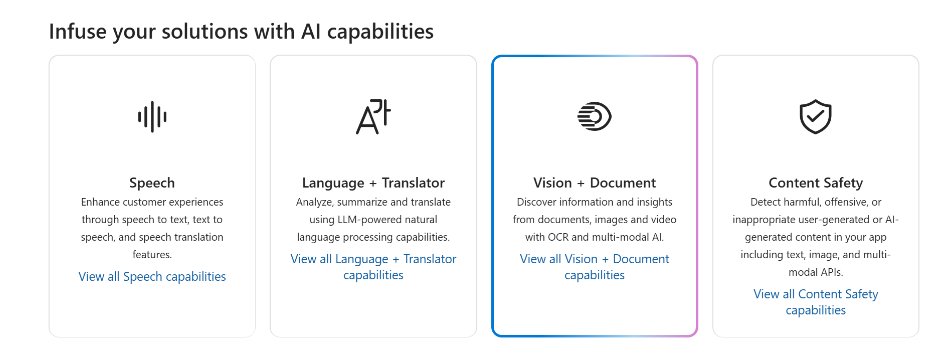 Infuse your solutions with AI capabilities
Speech
Enhance customer experiences
through speech to text, text to
speech, and speech translation
features.
View all Speech capabilities
Language + Translator
Analyze, summarize and translate
using LLM-powered natural
language processing capabilities.
View all Language + Translator
capabilities
Vision + Document
Discover information and insights
from documents, images and video
with OCR and multi-modal AI.
View all Vision + Document
capabilities
Content Safety
Detect harmful, offensive, or
inappropriate user-generated or AI-
generated content in your app
including text, image, and multi-
modal APIs.
View all Content Safety
capabilities